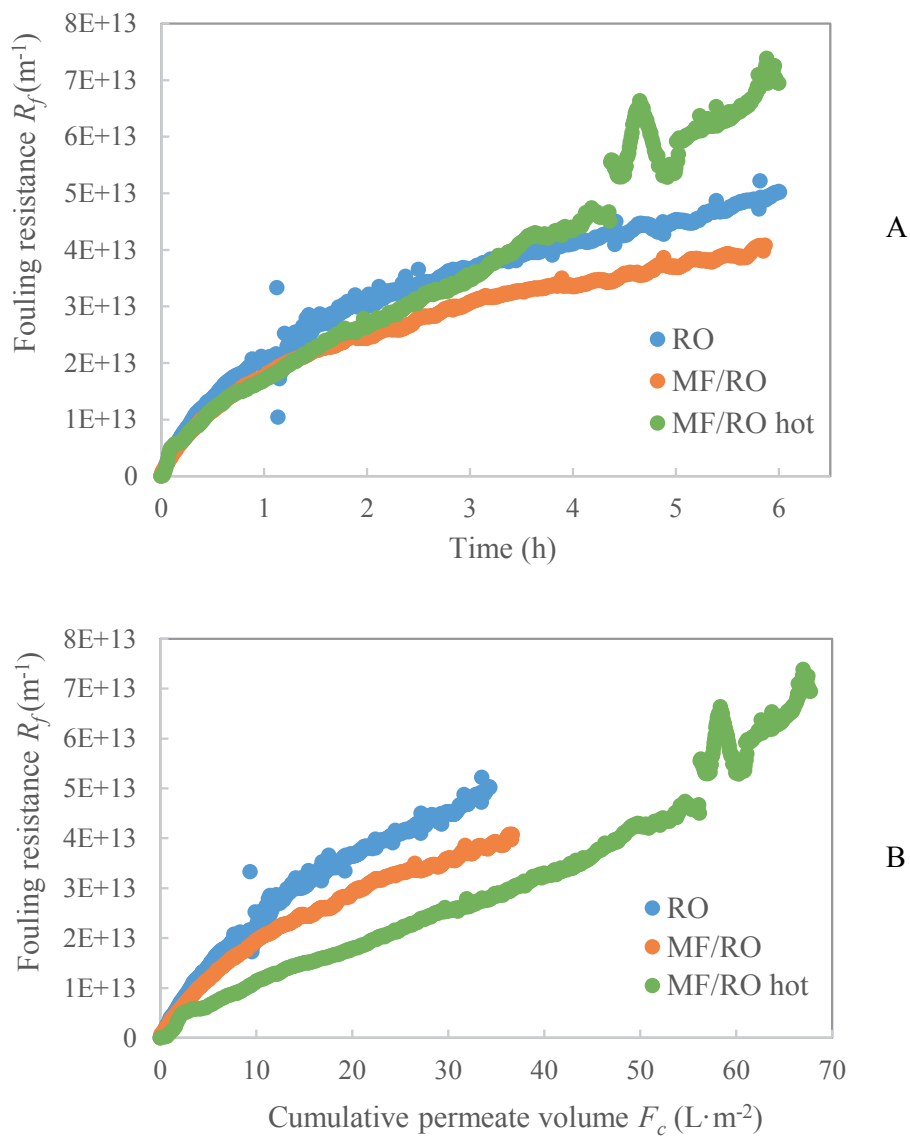 8E+13
7E+13
6E+13
5E+13
4E+13
3E+13
2E+13
1E+13
0
Fouling resistance R_f (m⁻¹)
RO
MF/RO
MF/RO hot
0 1 2 3 4 5 6
Time (h)
A
8E+13
7E+13
6E+13
5E+13
4E+13
3E+13
2E+13
1E+13
0
Fouling resistance R_f (m⁻¹)
RO
MF/RO
MF/RO hot
0 10 20 30 40 50 60 70
Cumulative permeate volume F_c (L·m⁻²)
B